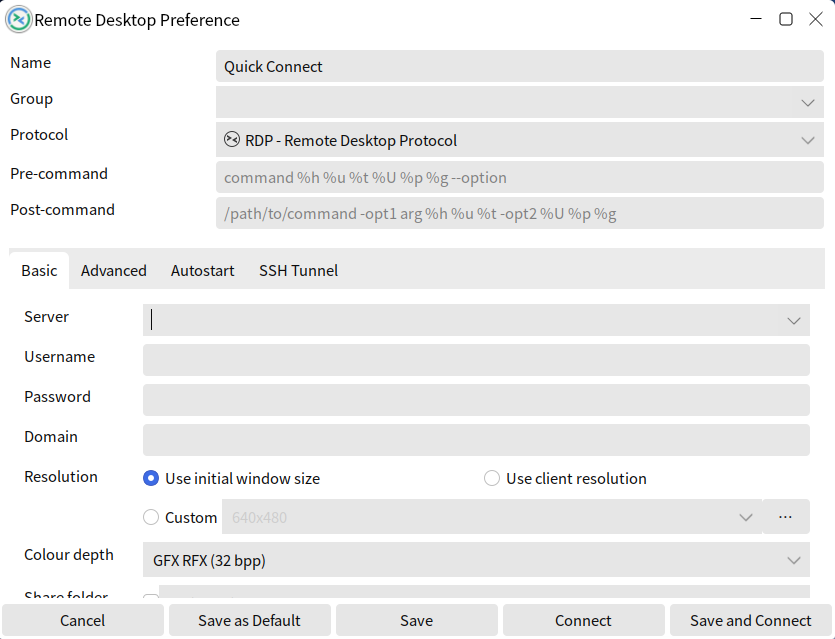 Remote Desktop Preference
Name Quick Connect
Group
Protocol RDP - Remote Desktop Protocol
Pre-command command %h %u %t %U %p %g --option
Post-command /path/to/command -opt1 arg %h %u %t -opt2 %U %p %g
Basic Advanced Autostart SSH Tunnel
Server
Username
Password
Domain
Resolution Use initial window size Use client resolution
Custom 640x480 ...
Colour depth GFX RFX (32 bpp)
Share folder
Cancel Save as Default Save Connect Save and Connect